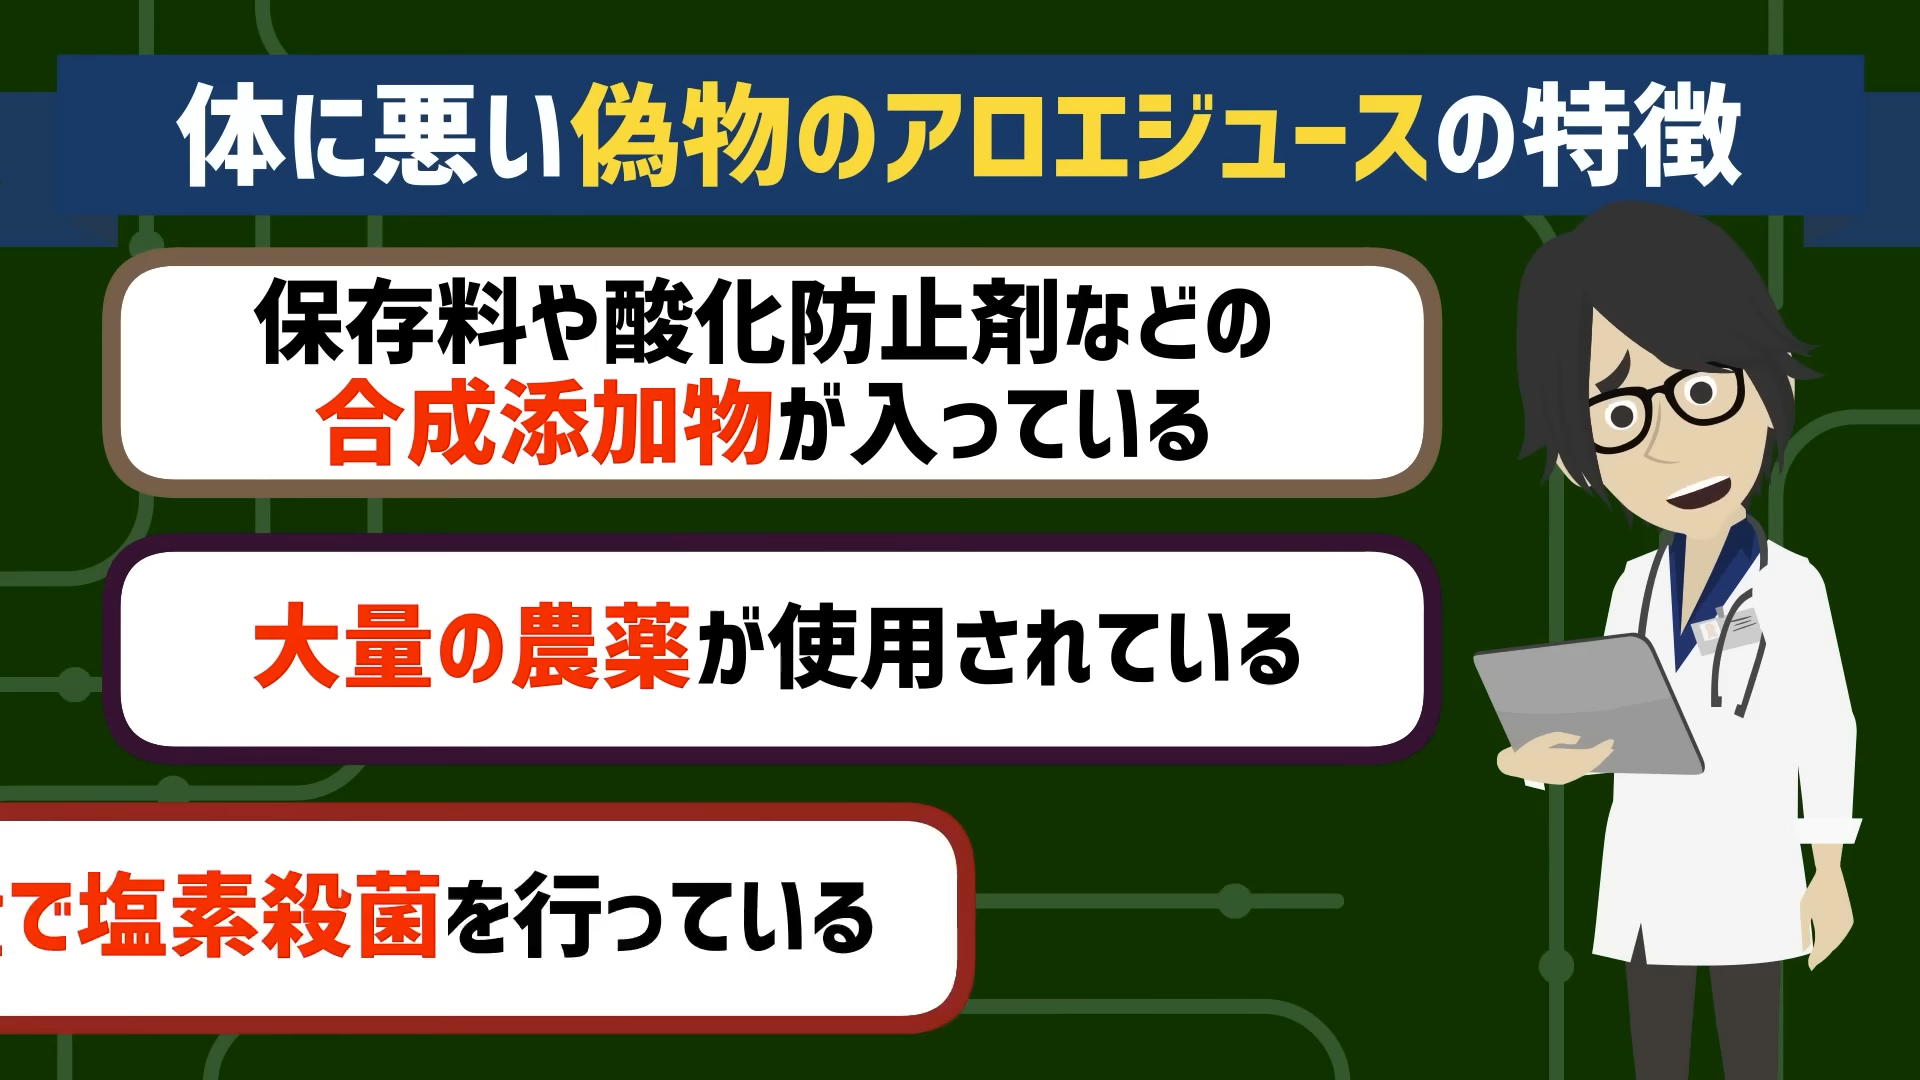 体に悪い偽物のアロエジュースの特徴
保存料や酸化防止剤などの
合成添加物が入っている
大量の農薬が使用されている
で塩素殺菌を行っている